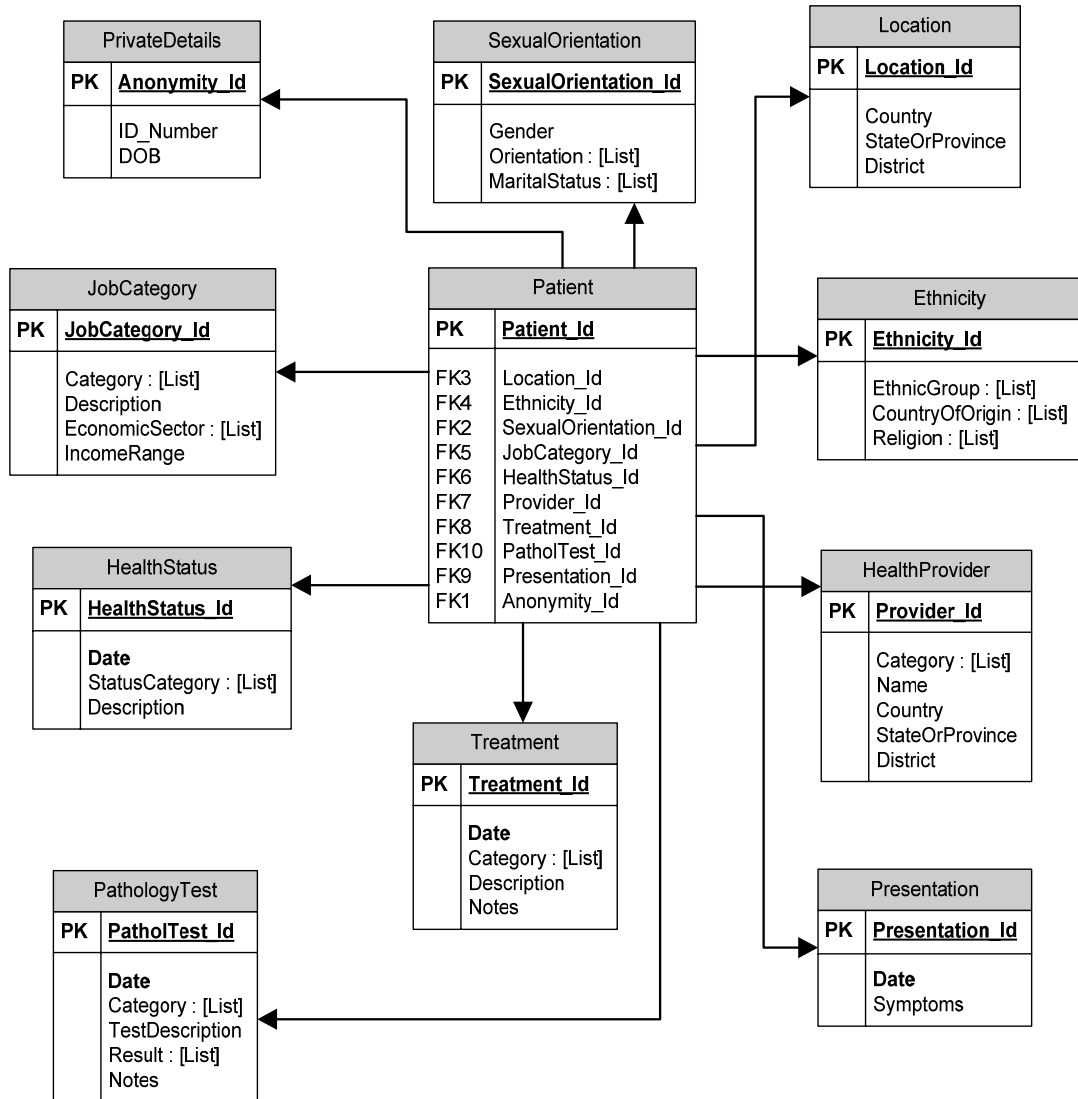 PrivateDetails
PK Anonymity_Id
ID_Number
DOB
SexualOrientation
PK SexualOrientation_Id
Gender
Orientation : [List]
MaritalStatus : [List]
Location
PK Location_Id
Country
StateOrProvince
District
JobCategory
PK JobCategory_Id
Category : [List]
Description
EconomicSector : [List]
IncomeRange
Patient
PK Patient_Id
FK3 Location_Id
FK4 Ethnicity_Id
FK2 SexualOrientation_Id
FK5 JobCategory_Id
FK6 HealthStatus_Id
FK7 Provider_Id
FK8 Treatment_Id
FK10 PatholTest_Id
FK9 Presentation_Id
FK1 Anonymity_Id
Ethnicity
PK Ethnicity_Id
EthnicGroup : [List]
CountryOfOrigin : [List]
Religion : [List]
HealthStatus
PK HealthStatus_Id
Date
StatusCategory : [List]
Description
HealthProvider
PK Provider_Id
Category : [List]
Name
Country
StateOrProvince
District
Treatment
PK Treatment_Id
Date
Category : [List]
Description
Notes
PathologyTest
PK PatholTest_Id
Date
Category : [List]
TestDescription
Result : [List]
Notes
Presentation
PK Presentation_Id
Date
Symptoms